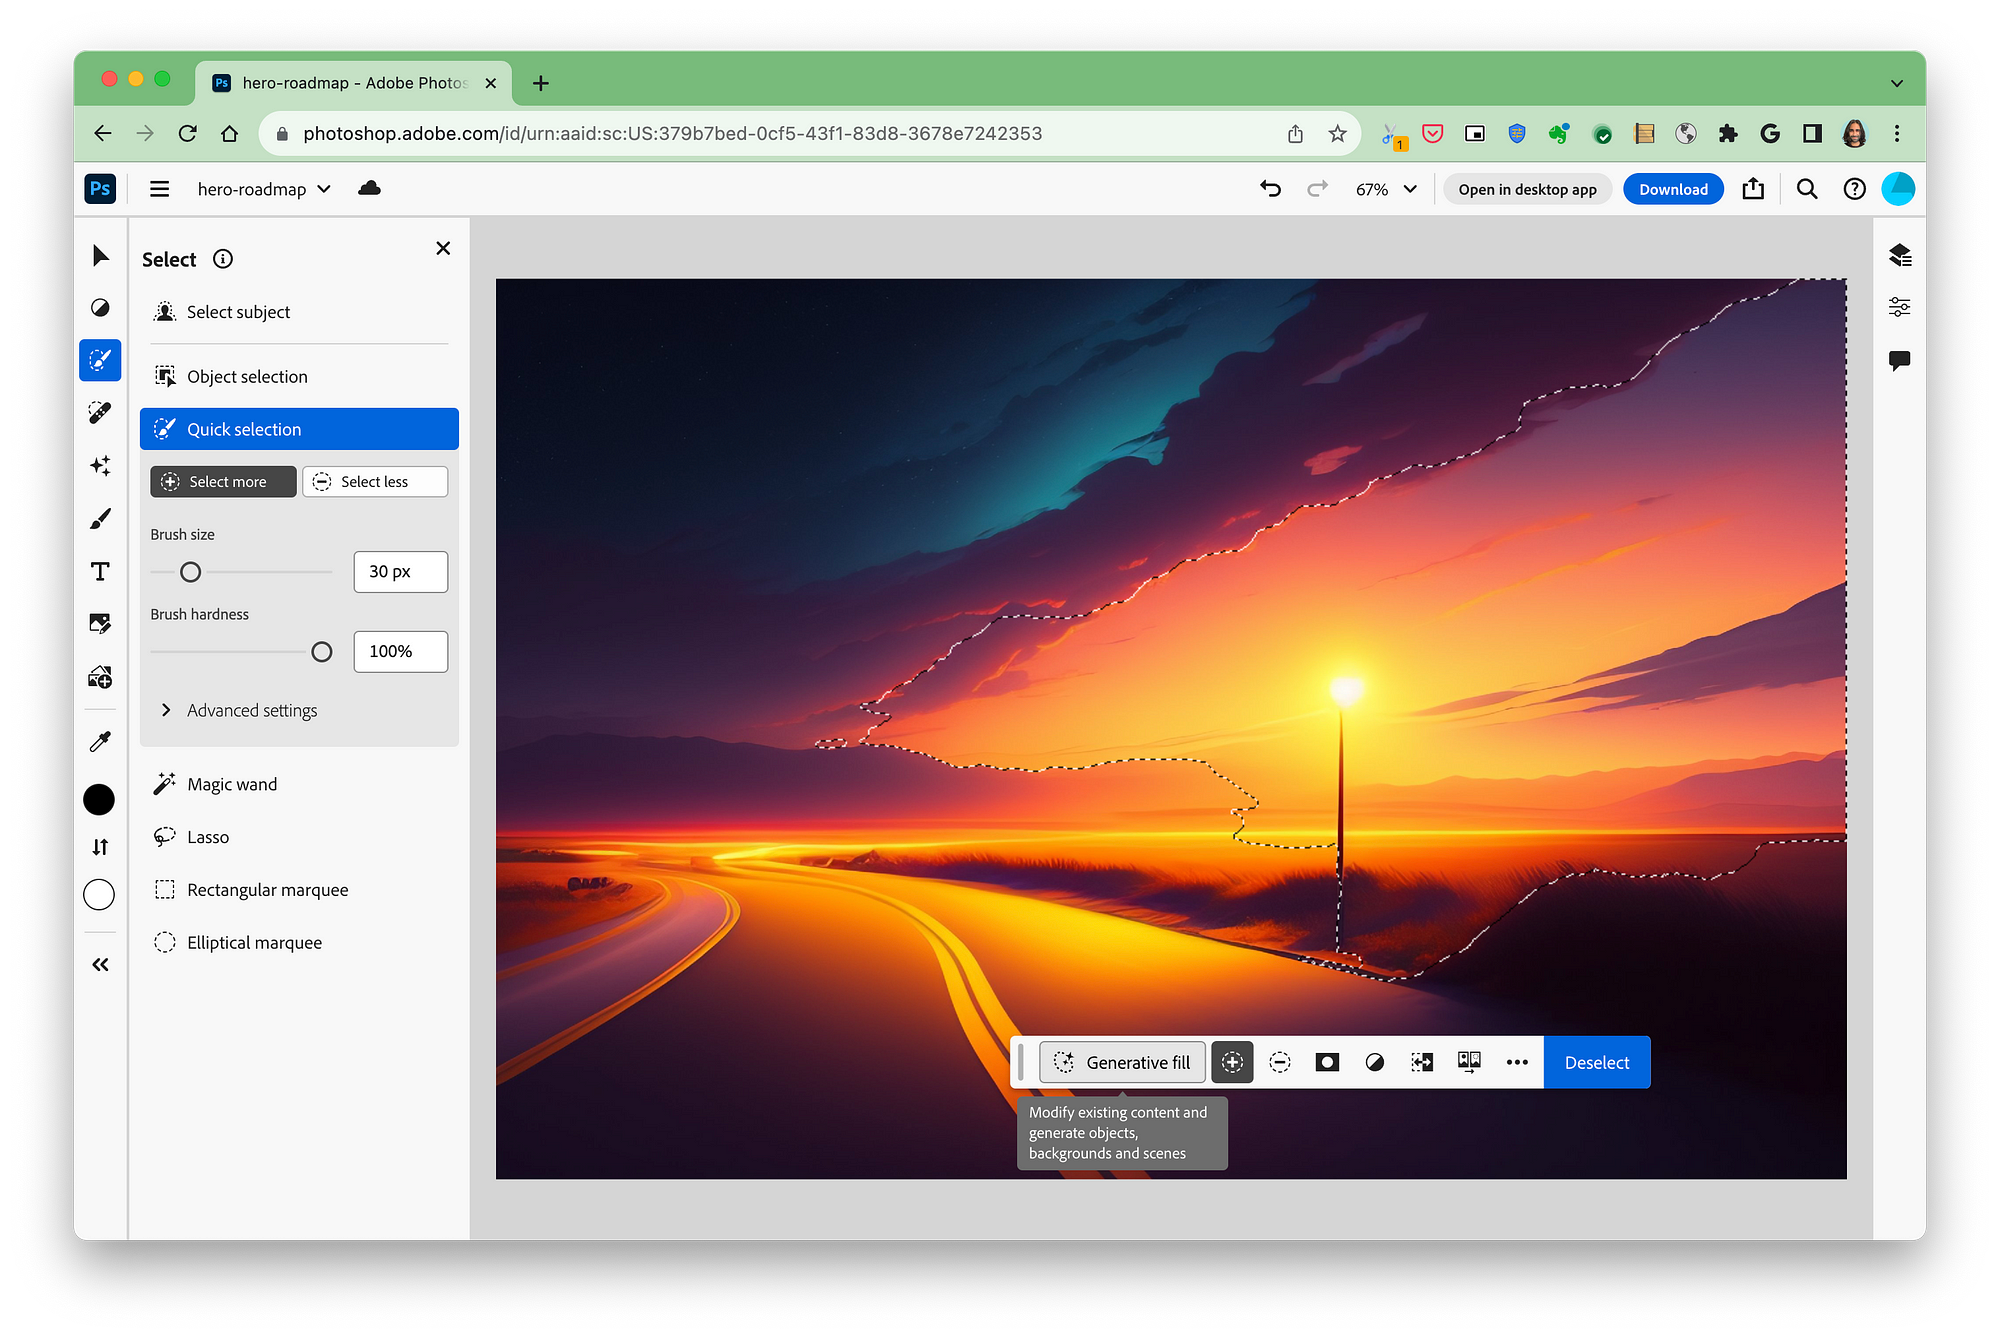 Ps hero-roadmap - Adobe Photos
photoshop.adobe.com/id/urn:aaid:sc:US:379b7bed-0cf5-43f1-83d8-3678e7242353
1
G
Ps
hero-roadmap
67%
Open in desktop app
Download
Select
Select subject
Object selection
Quick selection
Select more
Select less
Brush size
30 px
Brush hardness
100%
Advanced settings
Magic wand
Lasso
Rectangular marquee
Elliptical marquee
T
Generative fill
Deselect
Modify existing content and
generate objects,
backgrounds and scenes